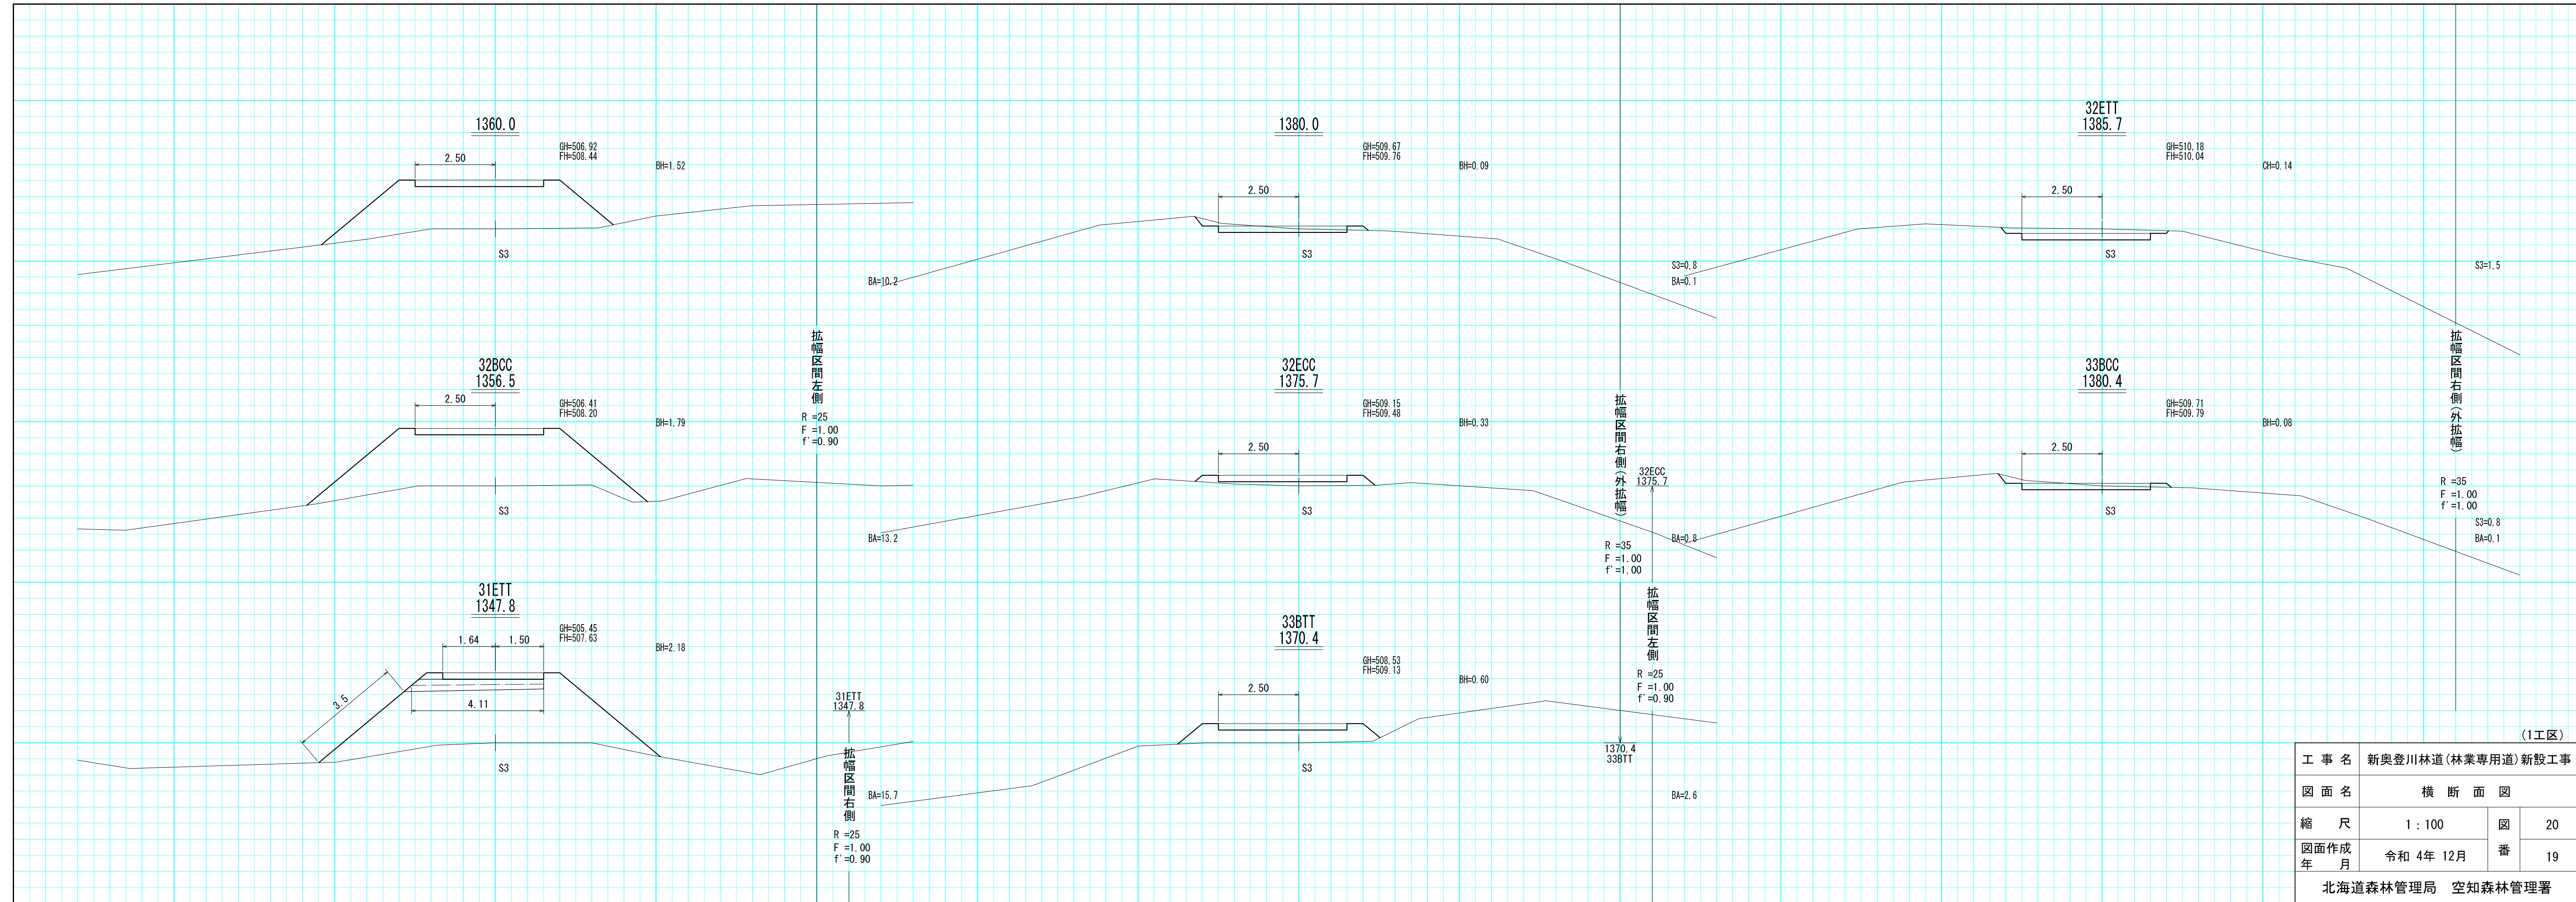 1360.0
GH=506.92
FH=508.44
2.50
BH=1.52
S3
BA=10.2
32BCC
1356.5
GH=506.41
FH=508.20
2.50
BH=1.79
S3
BA=13.2
31ETT
1347.8
GH=505.45
FH=507.63
1.64
1.50
BH=2.18
3.5
4.11
S3
BA=15.7
拡幅区間左側
R =25
F =1.00
f'=0.90
31ETT
1347.8
拡幅区間右側
R =25
F =1.00
f'=0.90
1380.0
GH=509.67
FH=509.76
2.50
BH=0.09
S3
S3=0.8
BA=0.1
32ECC
1375.7
GH=509.15
FH=509.48
2.50
BH=0.33
S3
BA=0.8
33BTT
1370.4
GH=508.53
FH=509.13
2.50
BH=0.60
S3
BA=2.6
拡幅区間右側(外拡幅)
R =35
F =1.00
f'=1.00
1370.4
33BTT
32ECC
1375.7
拡幅区間左側
R =25
F =1.00
f'=0.90
32ETT
1385.7
GH=510.18
FH=510.04
2.50
CH=0.14
S3
S3=1.5
33BCC
1380.4
GH=509.71
FH=509.79
2.50
BH=0.08
S3
S3=0.8
BA=0.1
拡幅区間右側(外拡幅)
R =35
F =1.00
f'=1.00
(1工区)
工 事 名 新奥登川林道(林業専用道)新設工事
図 面 名 横 断 面 図
縮 尺 1 : 100 図 20
図面作成
年 月 令和 4年 12月 番 19
北海道森林管理局 空知森林管理署